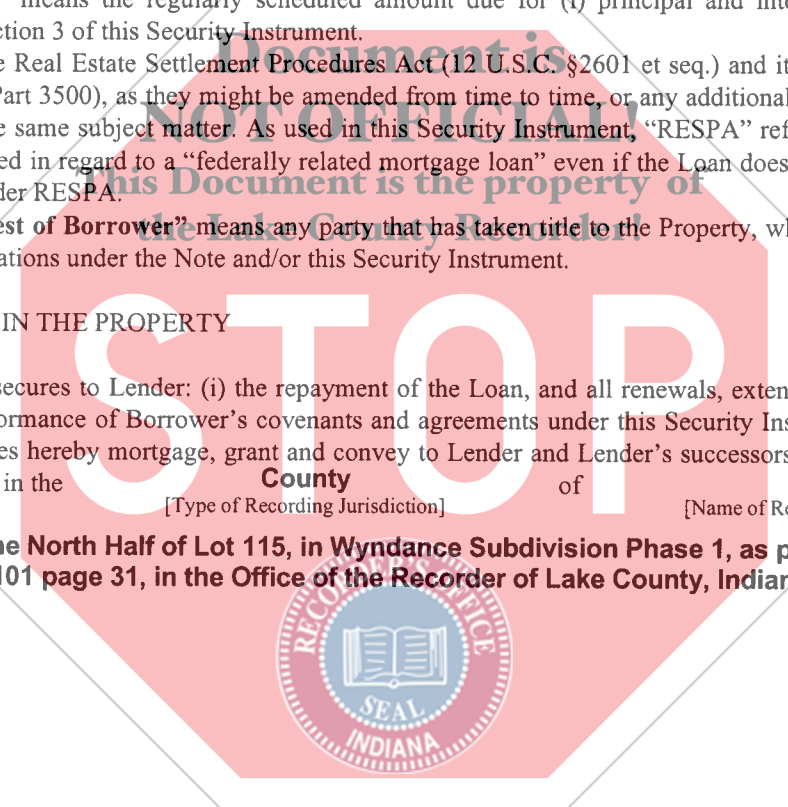 means the regularly scheduled amount due for (i) principal and
ction 3 of this Security Instrument.
Document is
e Real Estate Settlement Procedures Act (12 U.S.C. §2601 et seq.) and
Part 3500), as they might be amended from time to time, or any additional
NOT OFFICIAL!
e same subject matter. As used in this Security Instrument, “RESPA” ref
ed in regard to a “federally related mortgage loan” even if the Loan does
This Document is the property of
der RESPA.
est of Borrower” means any party that has taken title to the Property, wh
the Lake County Recorder!
ations under the Note and/or this Security Instrument.
IN THE PROPERTY
STOP
secures to Lender: (i) the repayment of the Loan, and all renewals, exten
ormance of Borrower’s covenants and agreements under this Security Ins
es hereby mortgage, grant and convey to Lender and Lender’s successors
in the County of
[Type of Recording Jurisdiction] [Name of Re
he North Half of Lot 115, in Wyndance Subdivision Phase 1, as p
101 page 31, in the Office of the Recorder of Lake County, Indian
RECORDER'S OFFICE
SEAL
INDIANA